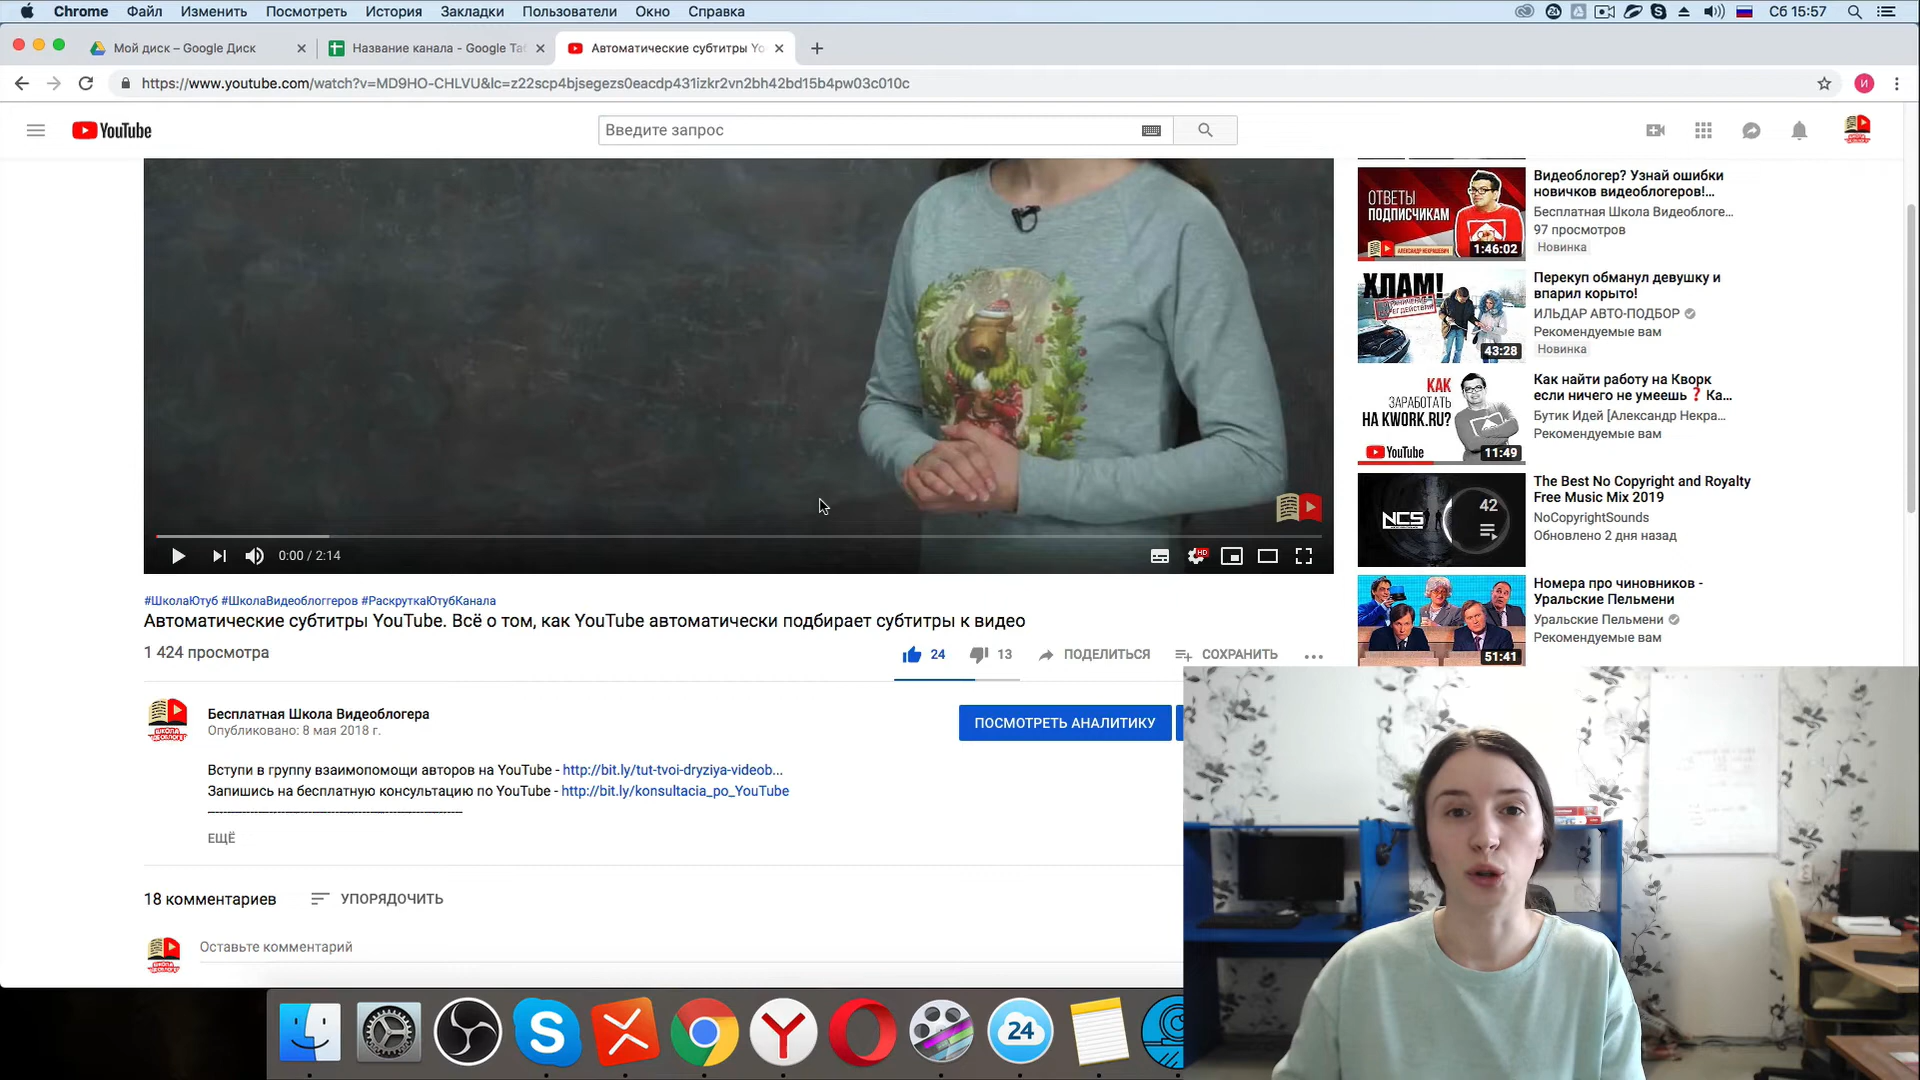 Chrome Файл Изменить Просмотреть История Закладки Пользователи Окно Справка
Сб 15:57
Мой диск – Google Диск
Название канала - Google Та
Автоматические субтитры Yo
https://www.youtube.com/watch?v=MD9HO-CHLVU&lc=z22scp4bjsegezs0eacdp431izkr2vn2bh42bd15b4pw03c010c
И
YouTube
Введите запрос
0:00 / 2:14
HD
#ШколаЮтуб #ШколаВидеоблоггеров #РаскруткаЮтубКанала
Автоматические субтитры YouTube. Всё о том, как YouTube автоматически подбирает субтитры к видео
1 424 просмотра
24
13
ПОДЕЛИТЬСЯ
СОХРАНИТЬ
Бесплатная Школа Видеоблогера
Опубликовано: 8 мая 2018 г.
ПОСМОТРЕТЬ АНАЛИТИКУ
Вступи в группу взаимопомощи авторов на YouTube - http://bit.ly/tut-tvoi-dryziya-videob...
Запишись на бесплатную консультацию по YouTube - http://bit.ly/konsultacia_po_YouTube
ЕЩЁ
18 комментариев
УПОРЯДОЧИТЬ
Оставьте комментарий
ОТВЕТЫ
ПОДПИСЧИКАМ
АЛЕКСАНДР НЕКРАШЕВИЧ
1:46:02
Видеоблогер? Узнай ошибки
новичков видеоблогеров!...
Бесплатная Школа Видеоблоге...
97 просмотров
Новинка
ХЛАМ!
43:28
Перекуп обманул девушку и
впарил корыто!
ИЛЬДАР АВТО-ПОДБОР
Рекомендуемые вам
Новинка
КАК
ЗАРАБОТАТЬ
НА KWORK.RU?
YouTube
11:49
Как найти работу на Кворк
если ничего не умеешь ❓ Ка...
Бутик Идей [Александр Некра...
Рекомендуемые вам
NCS
42
The Best No Copyright and Royalty
Free Music Mix 2019
NoCopyrightSounds
Обновлено 2 дня назад
51:41
Номера про чиновников -
Уральские Пельмени
Уральские Пельмени
Рекомендуемые вам
24